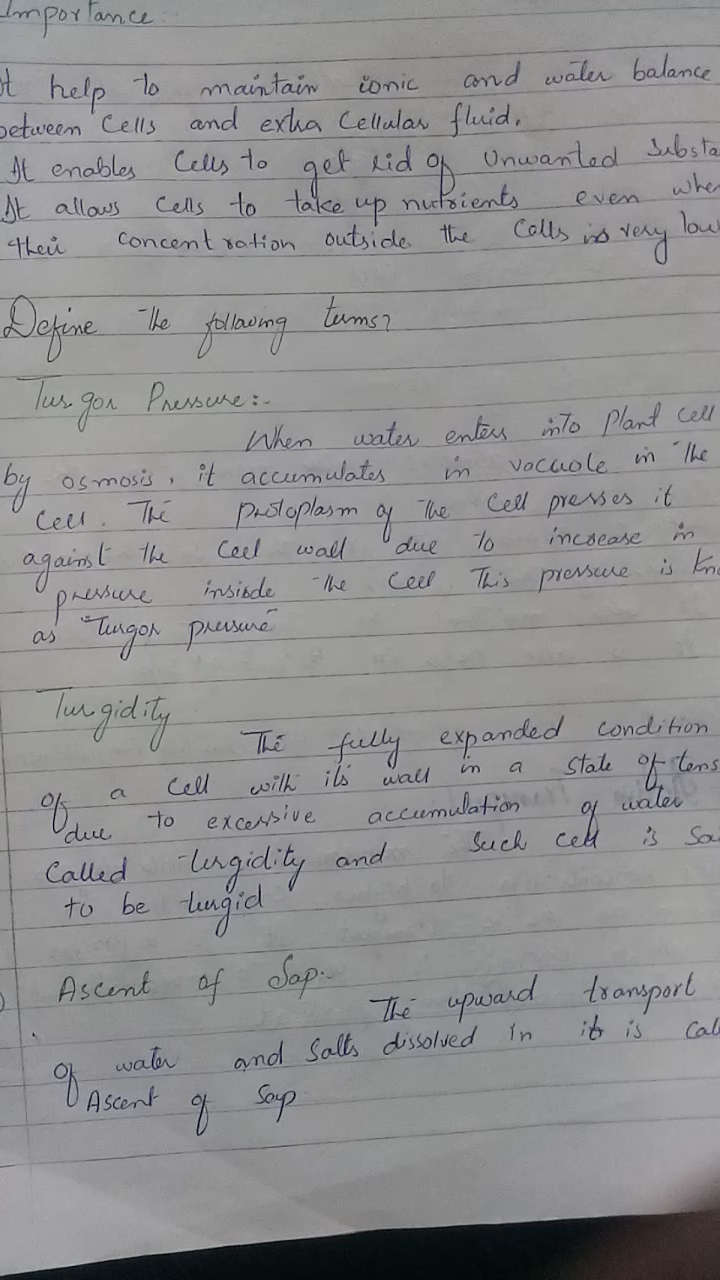 Importance:
It help to maintain ionic and water balance
between Cells and extra Cellular fluid.
It enables Cells to get rid of Unwanted Substa
It allows Cells to take up nutrients even whe
their concentration outside the Cells is very low
Define the following terms?
Turgor Pressure:-
When water enters into Plant cell
by osmosis, it accumulates in vacuole in the
Cell. The protoplasm of the Cell presses it
against the Cell wall due to increase in
pressure inside the Cell This pressure is kno
as Turgor pressure
Turgidity
The fully expanded condition
of a Cell with its wall in a state of tens
due to excessive accumulation of water
Called turgidity and Such cell is Sa
to be turgid
Ascent of Sap:-
The upward transport
of water and Salts dissolved in it is Cal
Ascent of Sap